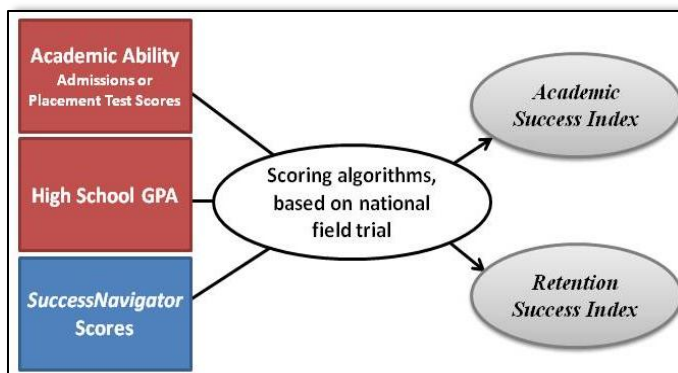 Academic Ability
Admissions or
Placement Test Scores
High School GPA
SuccessNavigator
Scores
Scoring algorithms,
based on national
field trial
Academic
Success Index
Retention
Success Index